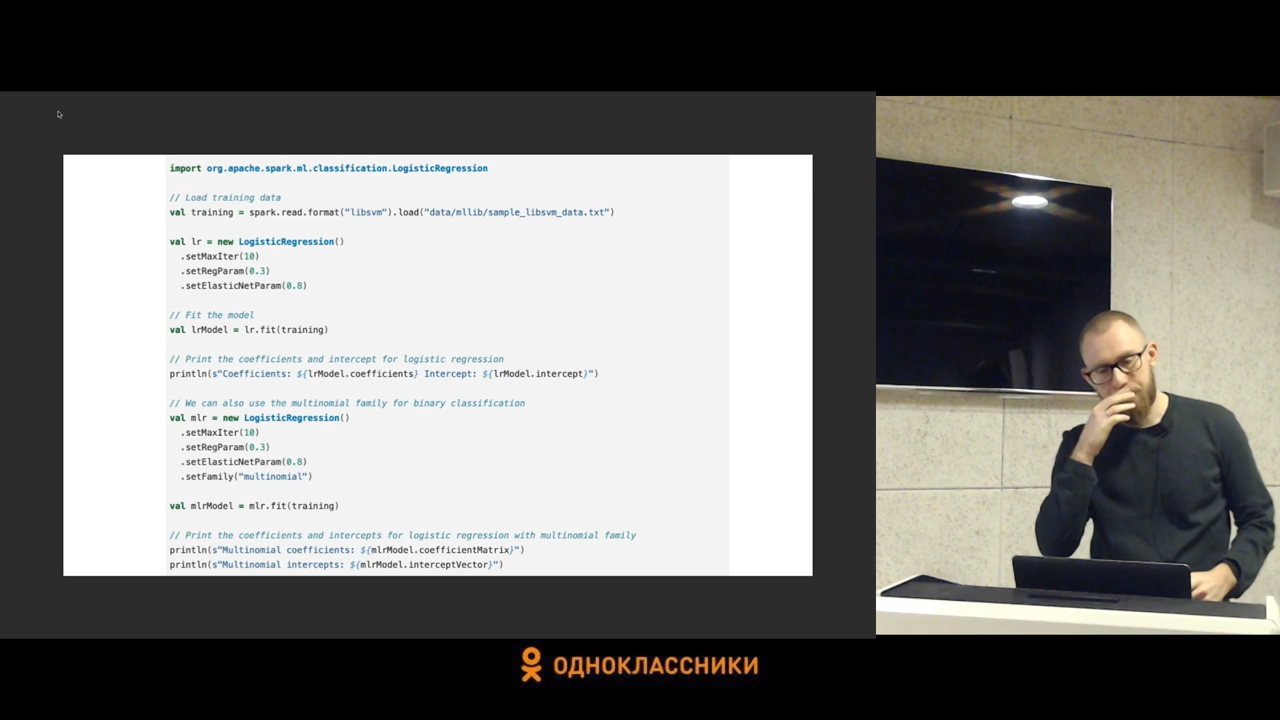 import org.apache.spark.ml.classification.LogisticRegression
// Load training data
val training = spark.read.format("libsvm").load("data/mllib/sample_libsvm_data.txt")
val lr = new LogisticRegression()
.setMaxIter(10)
.setRegParam(0.3)
.setElasticNetParam(0.8)
// Fit the model
val lrModel = lr.fit(training)
// Print the coefficients and intercept for logistic regression
println(s"Coefficients: ${lrModel.coefficients} Intercept: ${lrModel.intercept}")
// We can also use the multinomial family for binary classification
val mlr = new LogisticRegression()
.setMaxIter(10)
.setRegParam(0.3)
.setElasticNetParam(0.8)
.setFamily("multinomial")
val mlrModel = mlr.fit(training)
// Print the coefficients and intercepts for logistic regression with multinomial family
println(s"Multinomial coefficients: ${mlrModel.coefficientMatrix}")
println(s"Multinomial intercepts: ${mlrModel.interceptVector}")
ОДНОКЛАССНИКИ